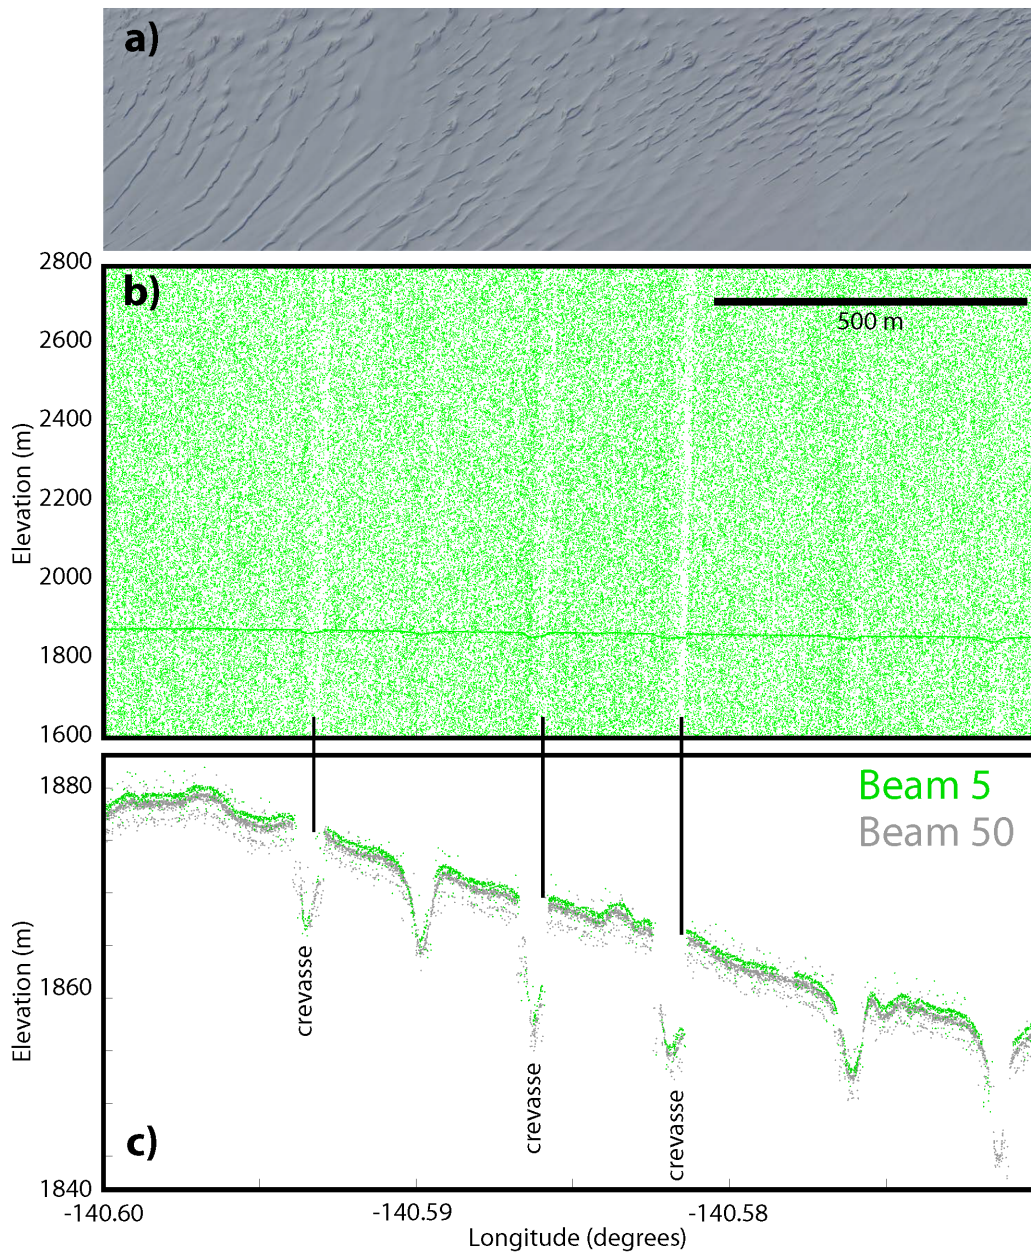 a)
2800
b)
500 m
2600
2400
2200
2000
1800
1600
Elevation (m)
1880
Beam 5
Beam 50
1860
Elevation (m)
crevasse
crevasse
crevasse
c)
1840
-140.60
-140.59
-140.58
Longitude (degrees)